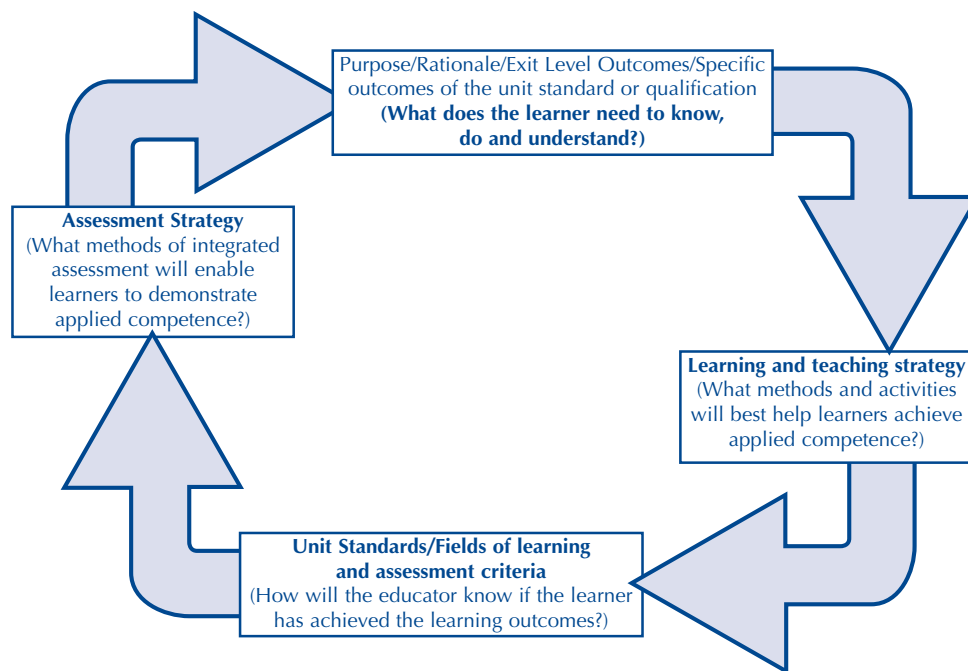 Purpose/Rationale/Exit Level Outcomes/Specific
outcomes of the unit standard or qualification
(What does the learner need to know,
do and understand?)
Learning and teaching strategy
(What methods and activities
will best help learners achieve
applied competence?)
Unit Standards/Fields of learning
and assessment criteria
(How will the educator know if the learner
has achieved the learning outcomes?)
Assessment Strategy
(What methods of integrated
assessment will enable
learners to demonstrate
applied competence?)